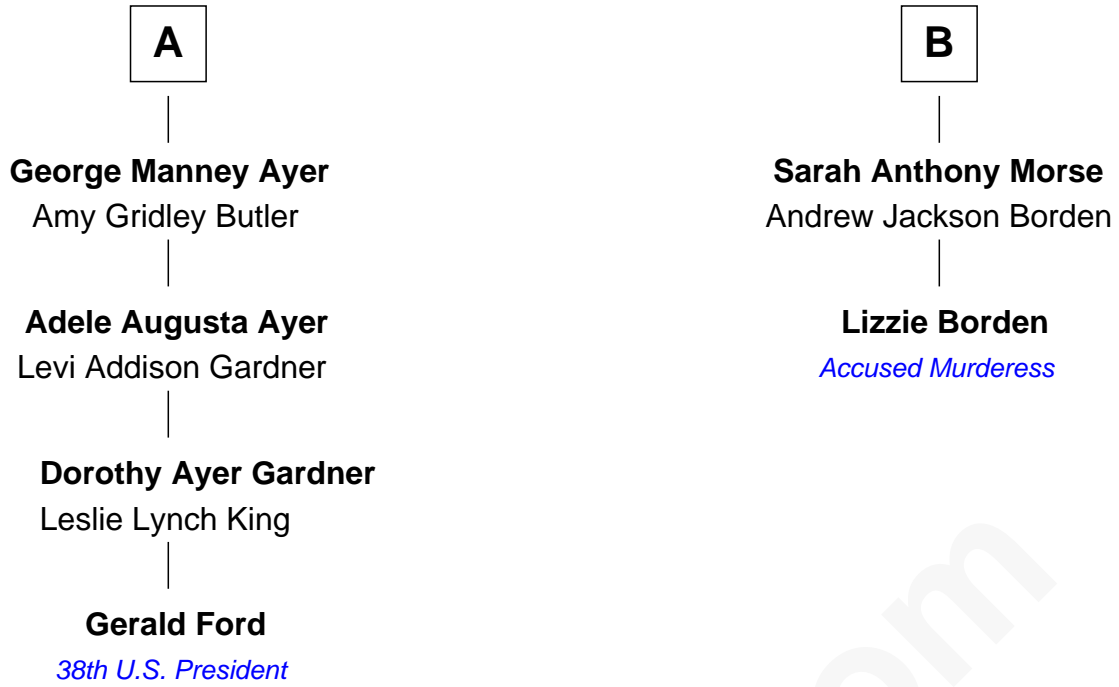 A
George Manney Ayer
Amy Gridley Butler
Adele Augusta Ayer
Levi Addison Gardner
Dorothy Ayer Gardner
Leslie Lynch King
Gerald Ford
38th U.S. President
B
Sarah Anthony Morse
Andrew Jackson Borden
Lizzie Borden
Accused Murderess
om